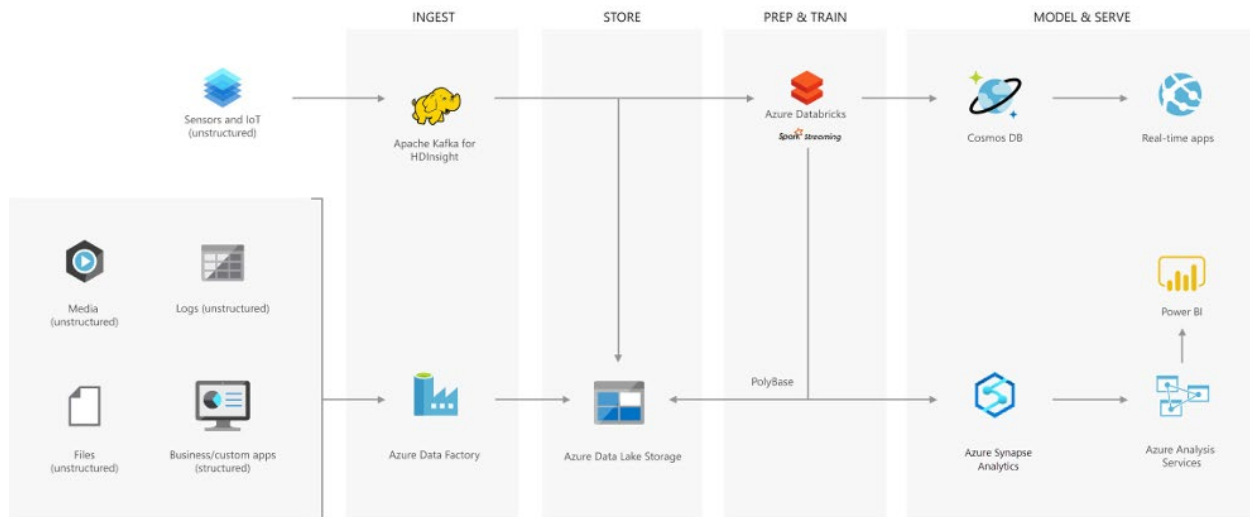 INGEST
STORE
PREP & TRAIN
MODEL & SERVE
Sensors and IoT
(unstructured)
Apache Kafka for
HDInsight
Azure Databricks
Spark Streaming
Cosmos DB
Real-time apps
Media
(unstructured)
Logs (unstructured)
Power BI
PolyBase
Files
(unstructured)
Business/custom apps
(structured)
Azure Data Factory
Azure Data Lake Storage
Azure Synapse
Analytics
Azure Analysis
Services